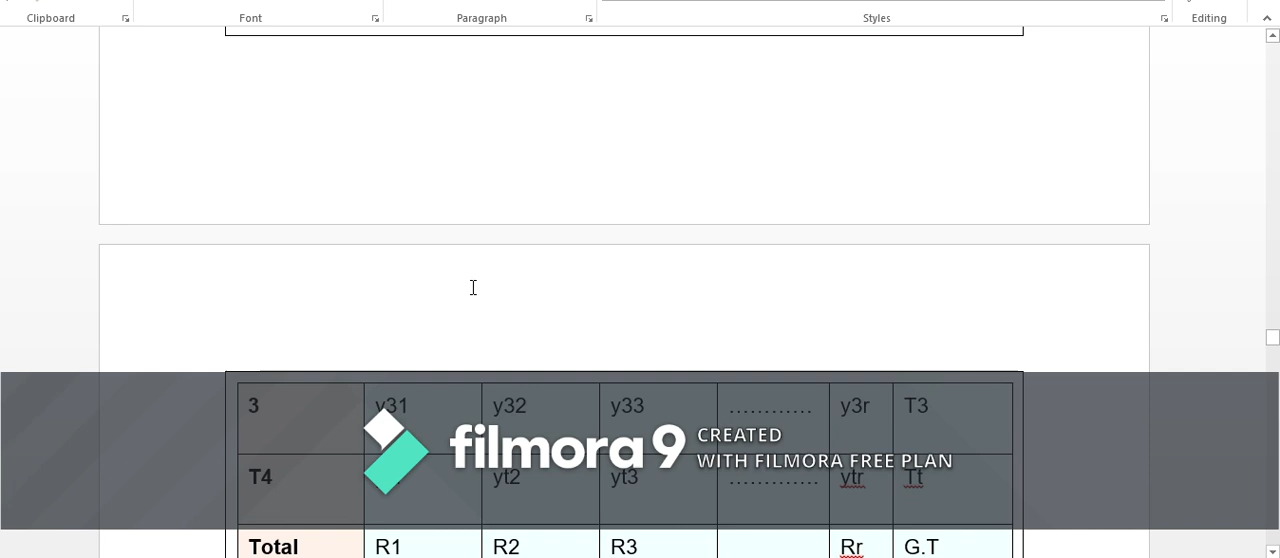 Clipboard Font Paragraph Styles Editing
3 y31 y32 y33 ............ y3r T3
filmora 9 CREATED
WITH FILMORA FREE PLAN
T4 yt2 yt3 ............. ytr Tt
Total R1 R2 R3 Rr G.T